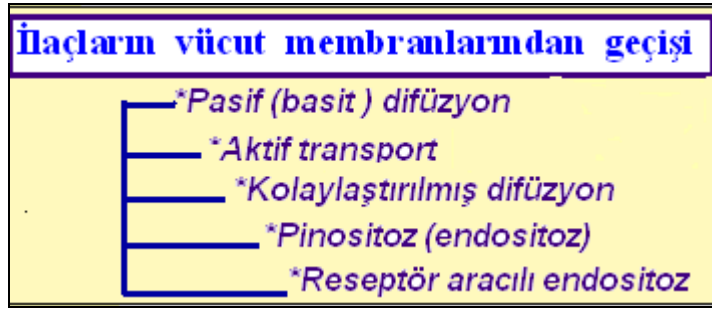 İlaçların vücut membranlarından geçişi
*Pasif (basit ) difüzyon
*Aktif transport
*Kolaylaştırılmış difüzyon
*Pinositoz (endositoz)
*Reseptör aracılı endositoz